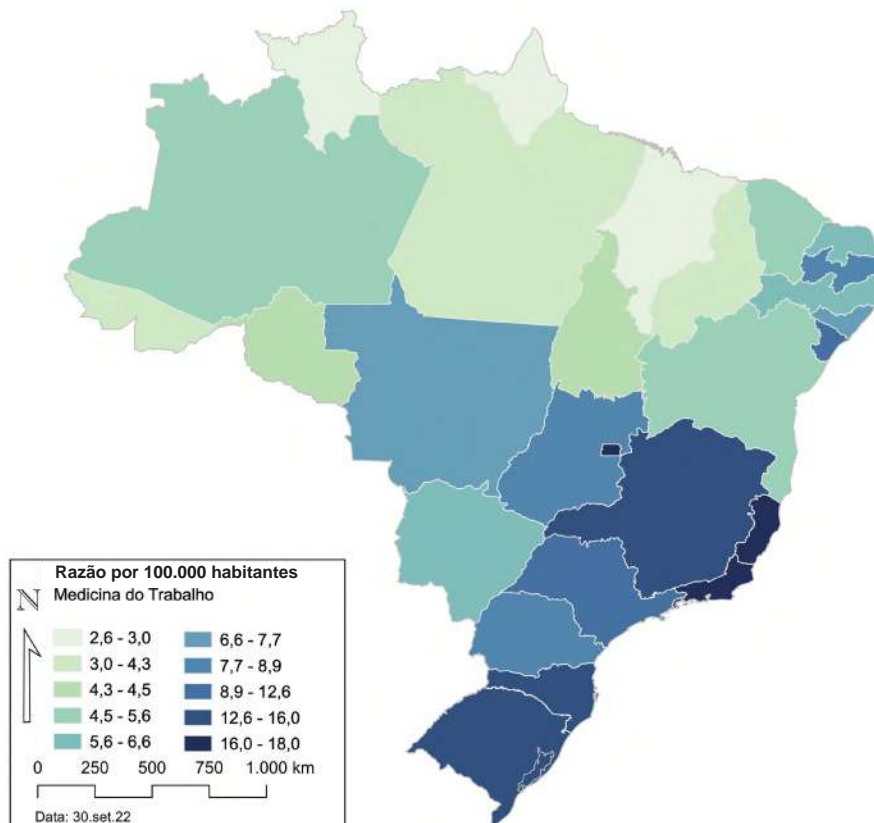 Razão por 100.000 habitantes
N Medicina do Trabalho
2,6 - 3,0
3,0 - 4,3
4,3 - 4,5
4,5 - 5,6
5,6 - 6,6
6,6 - 7,7
7,7 - 8,9
8,9 - 12,6
12,6 - 16,0
16,0 - 18,0
0 250 500 750 1.000 km
Data: 30.set.22